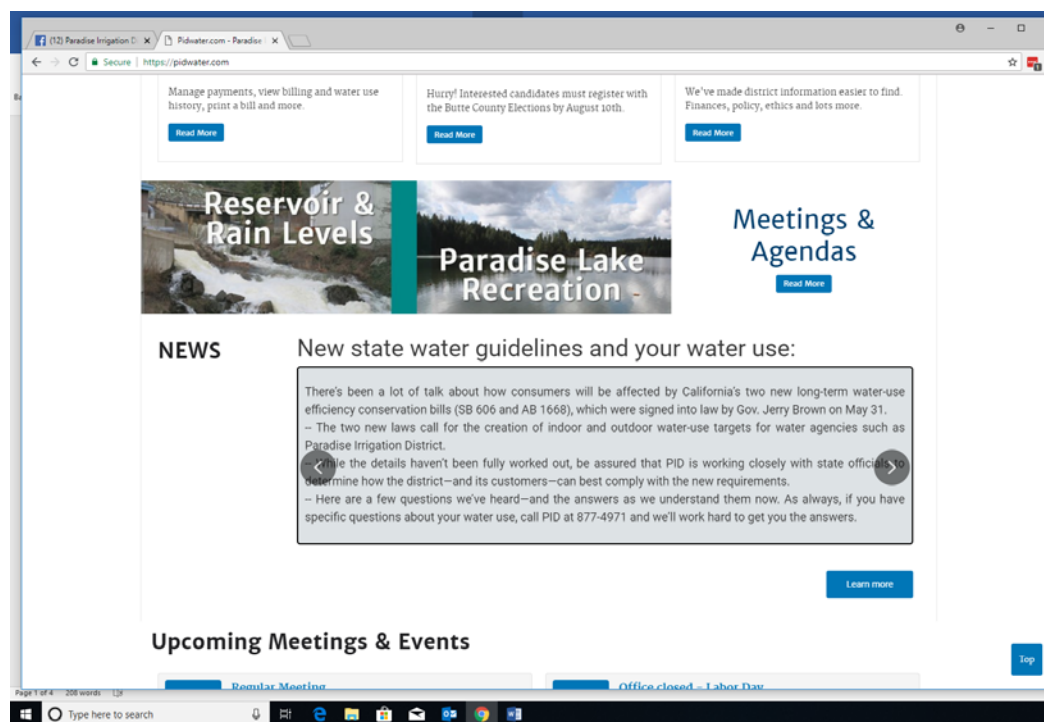 (12) Paradise Irrigation D
Pidwater.com - Paradise I
Secure
https://pidwater.com
Manage payments, view billing and water use
history, print a bill and more.
Read More
Hurry! Interested candidates must register with
the Butte County Elections by August 10th.
Read More
We've made district information easier to find.
Finances, policy, ethics and lots more.
Read More
Reservoir &
Rain Levels
Paradise Lake
Recreation
Meetings &
Agendas
Read More
NEWS
New state water guidelines and your water use:
There's been a lot of talk about how consumers will be affected by California's two new long-term water-use
efficiency conservation bills (SB 606 and AB 1668), which were signed into law by Gov. Jerry Brown on May 31.
-- The two new laws call for the creation of indoor and outdoor water-use targets for water agencies such as
Paradise Irrigation District.
-- While the details haven't been fully worked out, be assured that PID is working closely with state officials to
determine how the district—and its customers—can best comply with the new requirements.
-- Here are a few questions we've heard—and the answers as we understand them now. As always, if you have
specific questions about your water use, call PID at 877-4971 and we'll work hard to get you the answers.
Learn more
Upcoming Meetings & Events
Top
Regular Meeting
Office closed – Labor Day
Page 1 of 4 208 words
Type here to search